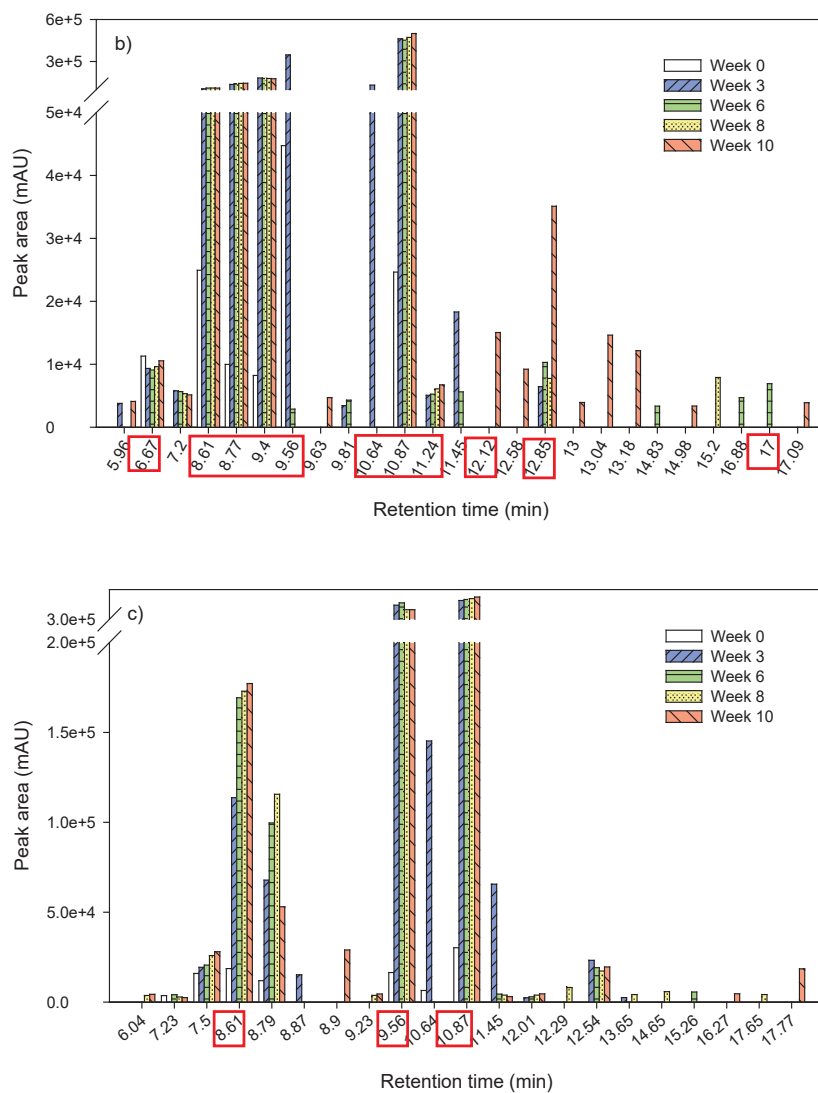 b)
6e+5
3e+5
5e+4
4e+4
3e+4
2e+4
1e+4
0
Peak area (mAU)
Week 0
Week 3
Week 6
Week 8
Week 10
5.96 6.67 7.2 8.61 8.77 9.4 9.56 9.63 9.81 10.64 10.87 11.24 11.45 12.12 12.58 12.85 13 13.04 13.18 14.83 14.98 15.2 16.88 17 17.09
Retention time (min)
c)
3.0e+5
2.0e+5
1.5e+5
1.0e+5
5.0e+4
0.0
Peak area (mAU)
Week 0
Week 3
Week 6
Week 8
Week 10
6.04 7.23 7.5 8.61 8.79 8.87 8.9 9.23 9.56 10.64 10.87 11.45 12.01 12.29 12.54 13.65 14.65 15.26 16.27 17.65 17.77
Retention time (min)